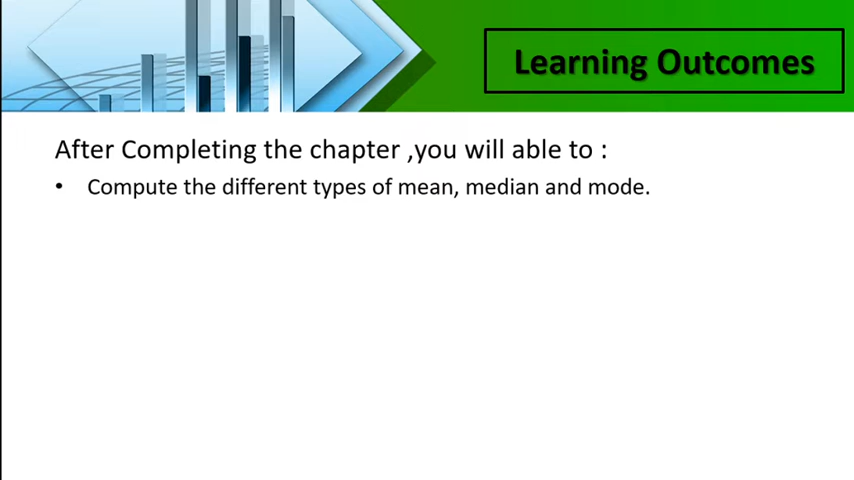 Learning Outcomes
After Completing the chapter ,you will able to :
• Compute the different types of mean, median and mode.